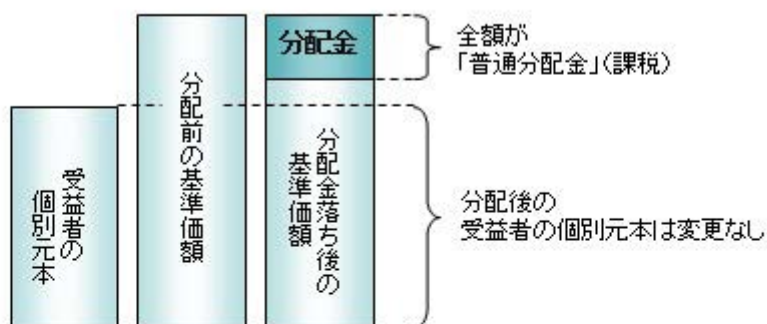 受益者の
個別元本
分配前の基準価額
分配金
分配金落ち後の
基準価額
全額が
「普通分配金」(課税)
分配後の
受益者の個別元本は変更なし